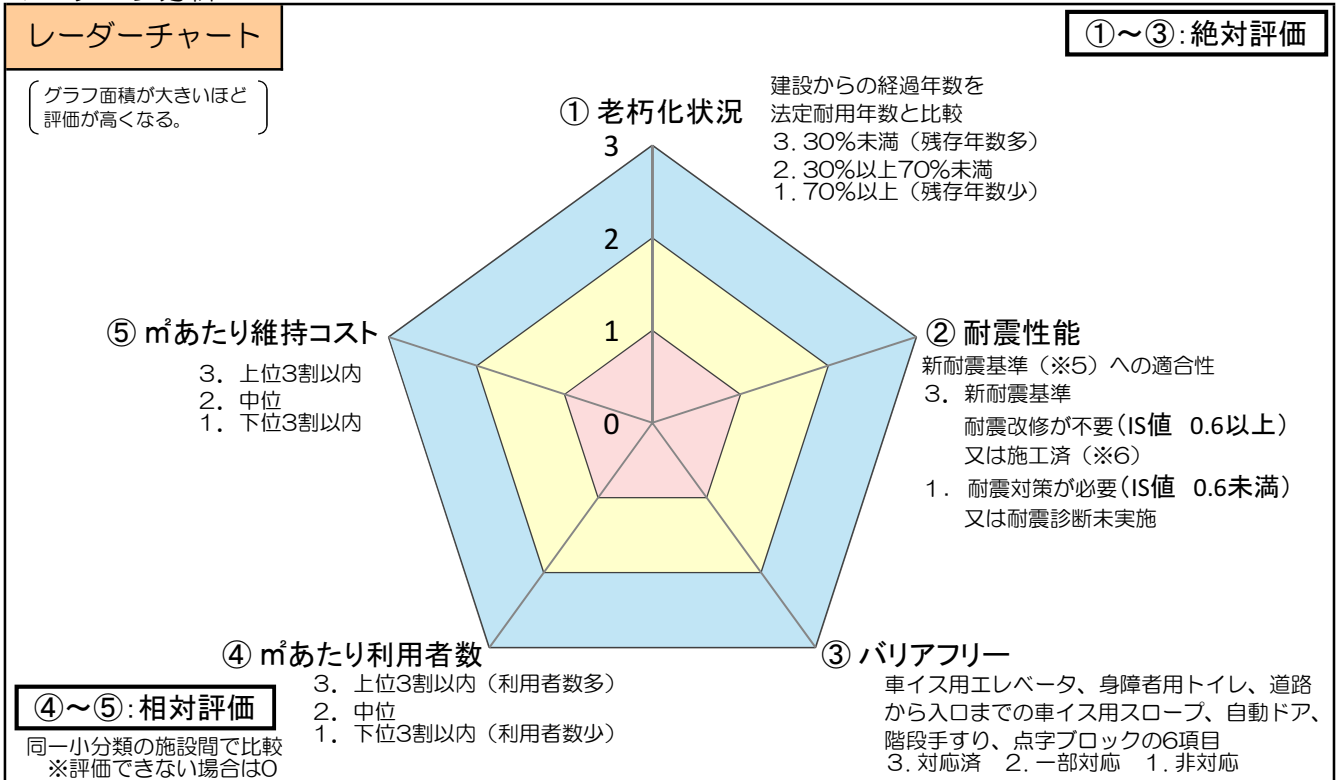 レーダーチャート
①～③：絶対評価
グラフ面積が大きいほど
評価が高くなる。
① 老朽化状況
建設からの経過年数を
法定耐用年数と比較
３．30％未満（残存年数多）
２．30％以上70％未満
１．70％以上（残存年数少）
3
2
1
0
② 耐震性能
新耐震基準（※5）への適合性
３．新耐震基準
耐震改修が不要（IS値　0.6以上）
又は施工済（※6）
１．耐震対策が必要（IS値　0.6未満）
又は耐震診断未実施
⑤ ㎡あたり維持コスト
３．上位3割以内
２．中位
１．下位3割以内
④ ㎡あたり利用者数
３．上位3割以内（利用者数多）
２．中位
１．下位3割以内（利用者数少）
③ バリアフリー
車イス用エレベータ、身障者用トイレ、道路
から入口までの車イス用スロープ、自動ドア、
階段手すり、点字ブロックの6項目
３．対応済　２．一部対応　１．非対応
④～⑤：相対評価
同一小分類の施設間で比較
※評価できない場合は0